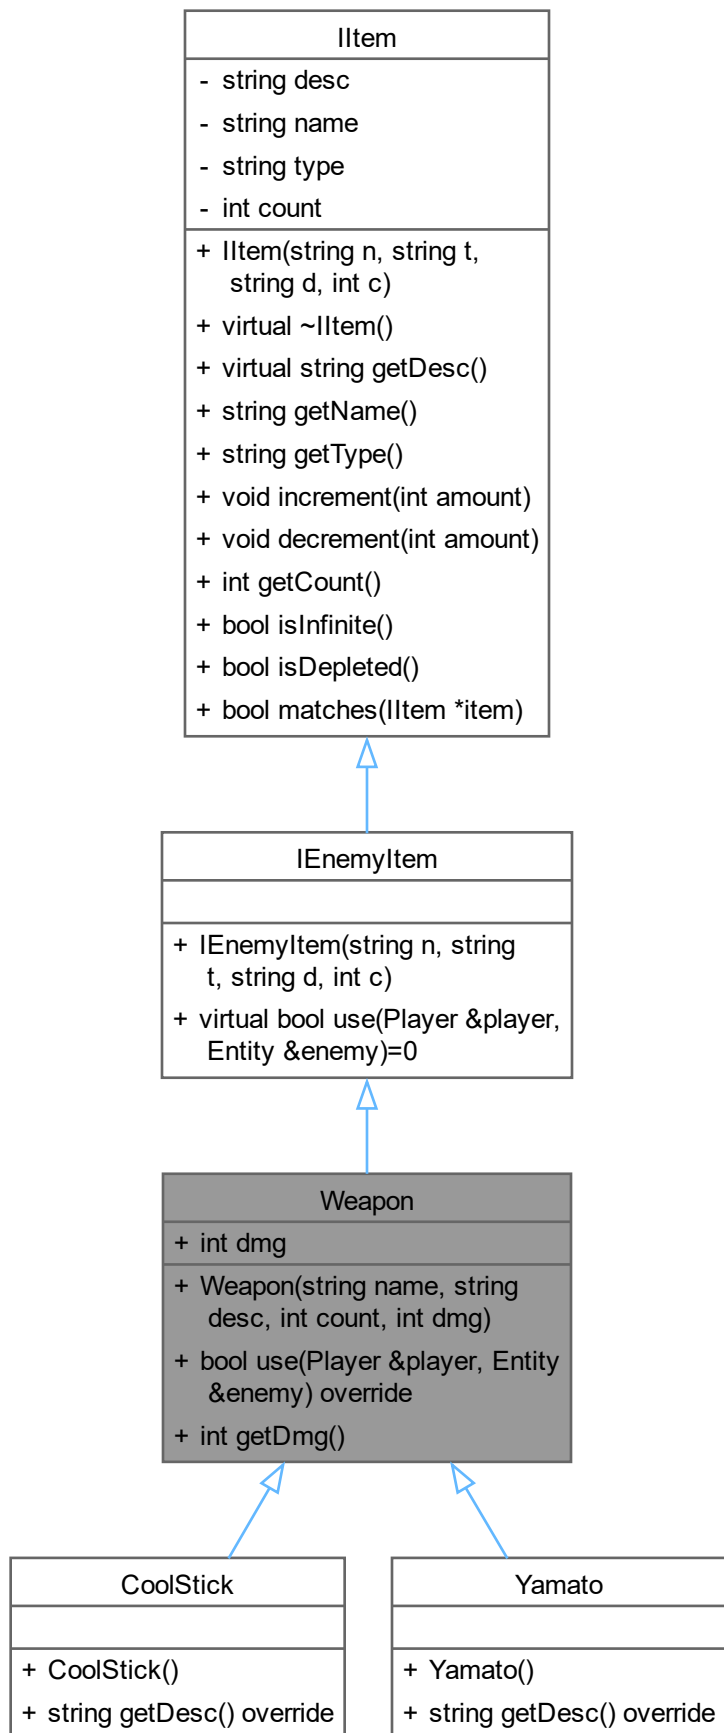 IItem
- string desc
- string name
- string type
- int count
+ IItem(string n, string t,
string d, int c)
+ virtual ~IItem()
+ virtual string getDesc()
+ string getName()
+ string getType()
+ void increment(int amount)
+ void decrement(int amount)
+ int getCount()
+ bool isInfinite()
+ bool isDepleted()
+ bool matches(IItem *item)
IEnemyItem
+ IEnemyItem(string n, string
t, string d, int c)
+ virtual bool use(Player &player,
Entity &enemy)=0
Weapon
+ int dmg
+ Weapon(string name, string
desc, int count, int dmg)
+ bool use(Player &player, Entity
&enemy) override
+ int getDmg()
CoolStick
+ CoolStick()
+ string getDesc() override
Yamato
+ Yamato()
+ string getDesc() override